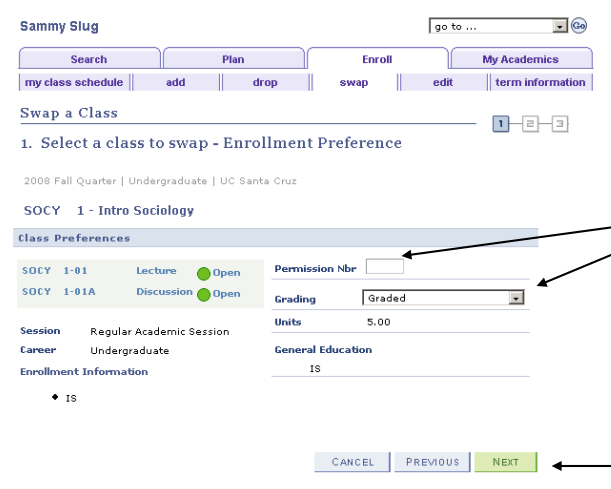 Sammy Slug
go to ...
Go
Search Plan Enroll My Academics
my class schedule add drop swap edit term information
Swap a Class
1 2 3
1. Select a class to swap - Enrollment Preference
2008 Fall Quarter | Undergraduate | UC Santa Cruz
SOCY 1 - Intro Sociology
Class Preferences
SOCY 1-01 Lecture Open
SOCY 1-01A Discussion Open
Session Regular Academic Session
Career Undergraduate
Enrollment Information
IS
Permission Nbr
Grading Graded
Units 5.00
General Education
IS
CANCEL PREVIOUS NEXT